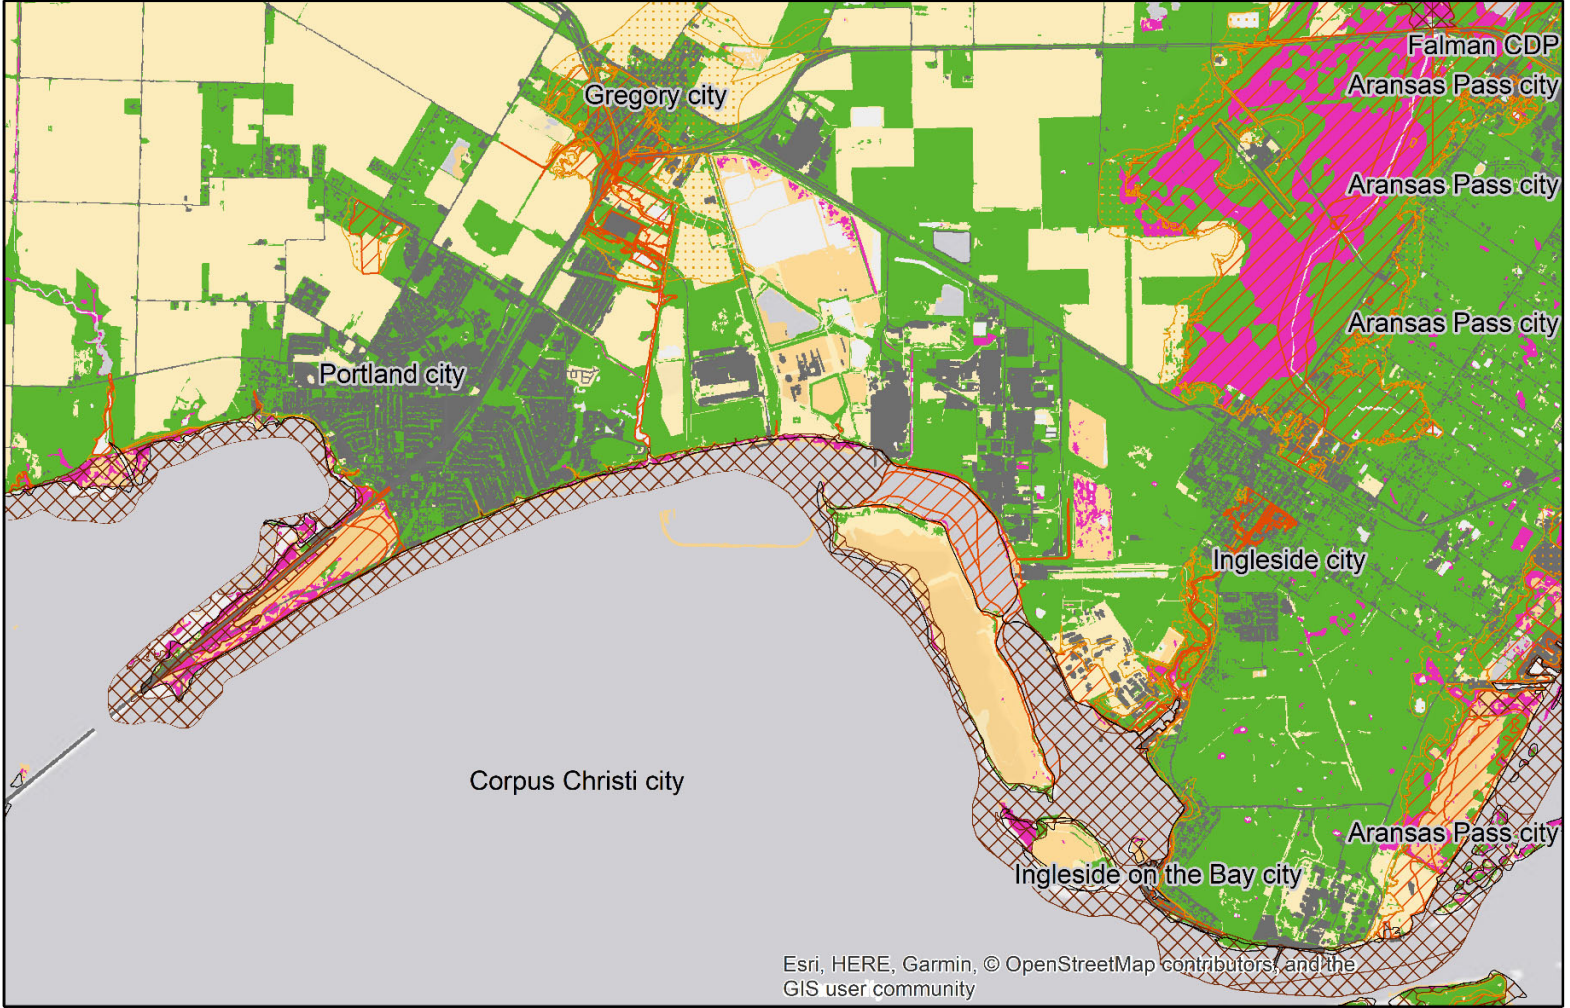 Falman CDP
Aransas Pass city
Gregory city
Aransas Pass city
Aransas Pass city
Portland city
Ingleside city
Corpus Christi city
Aransas Pass city
Ingleside on the Bay city
Esri, HERE, Garmin, © OpenStreetMap contributors, and the
GIS user community